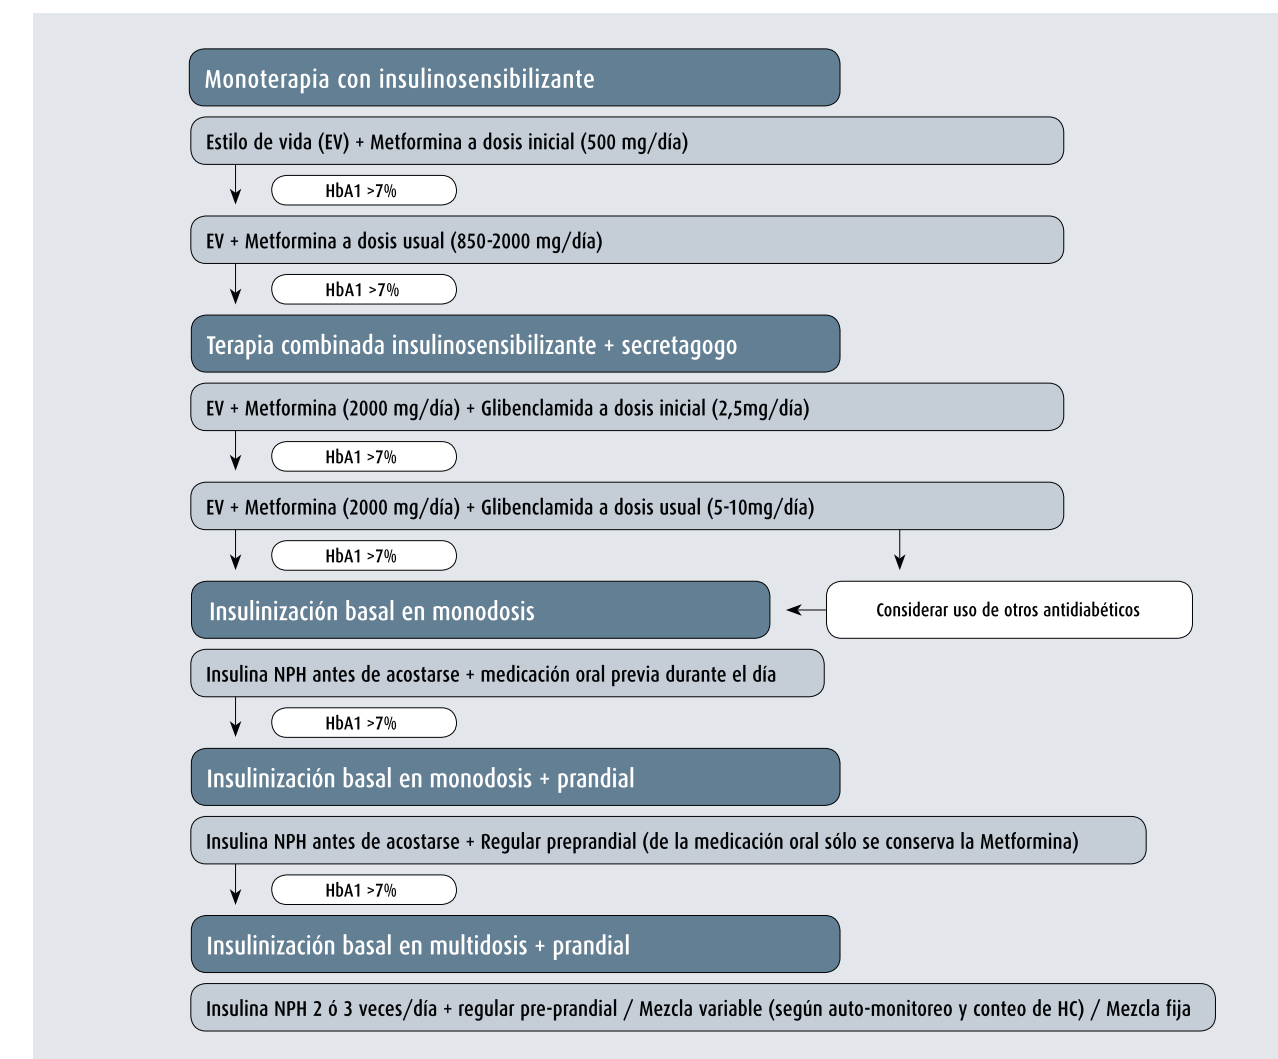 Monoterapia con insulinosensibilizante
Estilo de vida (EV) + Metformina a dosis inicial (500 mg/día)
HbA1 >7%
EV + Metformina a dosis usual (850-2000 mg/día)
HbA1 >7%
Terapia combinada insulinosensibilizante + secretagogo
EV + Metformina (2000 mg/día) + Glibenclamida a dosis inicial (2,5mg/día)
HbA1 >7%
EV + Metformina (2000 mg/día) + Glibenclamida a dosis usual (5-10mg/día)
HbA1 >7%
Insulinización basal en monodosis
Considerar uso de otros antidiabéticos
Insulina NPH antes de acostarse + medicación oral previa durante el día
HbA1 >7%
Insulinización basal en monodosis + prandial
Insulina NPH antes de acostarse + Regular preprandial (de la medicación oral sólo se conserva la Metformina)
HbA1 >7%
Insulinización basal en multidosis + prandial
Insulina NPH 2 ó 3 veces/día + regular pre-prandial / Mezcla variable (según auto-monitoreo y conteo de HC) / Mezcla fija